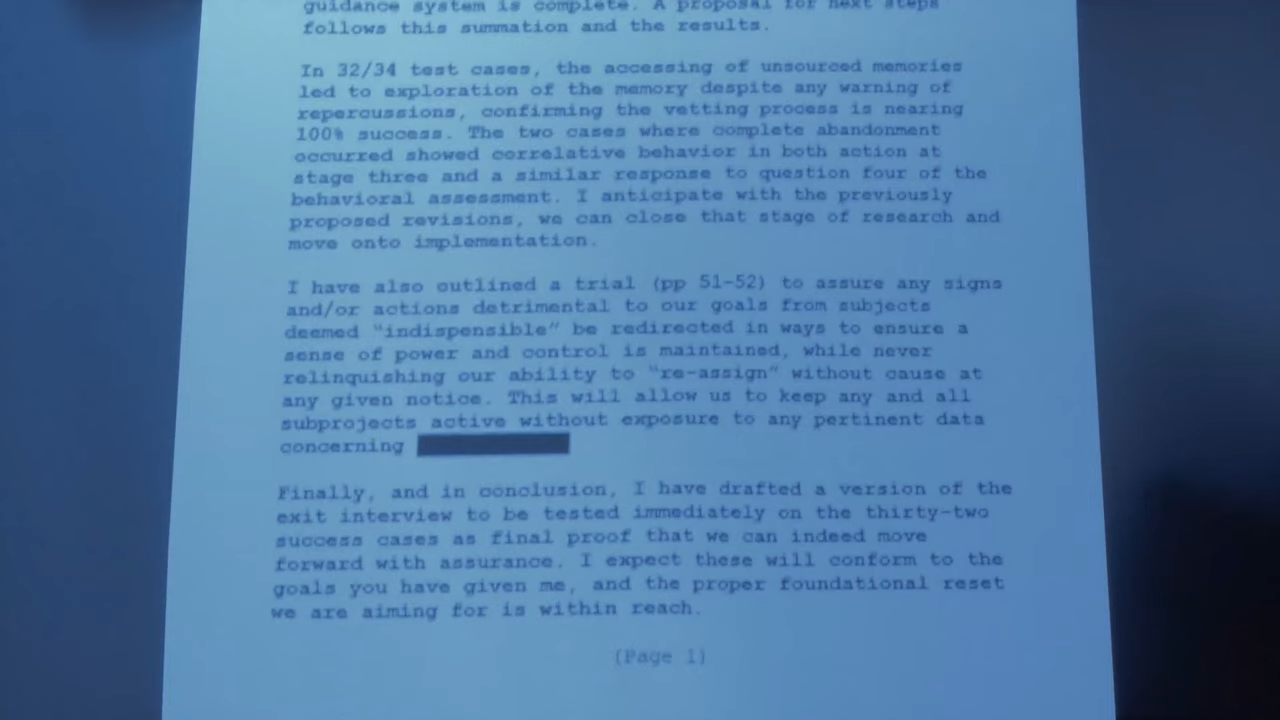 guidance system is complete. A proposal for next steps
follows this summation and the results.
In 32/34 test cases, the accessing of unsourced memories
led to exploration of the memory despite any warning of
repercussions, confirming the vetting process is nearing
100% success. The two cases where complete abandonment
occurred showed correlative behavior in both action at
stage three and a similar response to question four of the
behavioral assessment. I anticipate with the previously
proposed revisions, we can close that stage of research and
move onto implementation.
I have also outlined a trial (pp 51-52) to assure any signs
and/or actions detrimental to our goals from subjects
deemed "indispensible" be redirected in ways to ensure a
sense of power and control is maintained, while never
relinquishing our ability to "re-assign" without cause at
any given notice. This will allow us to keep any and all
subprojects active without exposure to any pertinent data
concerning
Finally, and in conclusion, I have drafted a version of the
exit interview to be tested immediately on the thirty-two
success cases as final proof that we can indeed move
forward with assurance. I expect these will conform to the
goals you have given me, and the proper foundational reset
we are aiming for is within reach.
(Page 1)